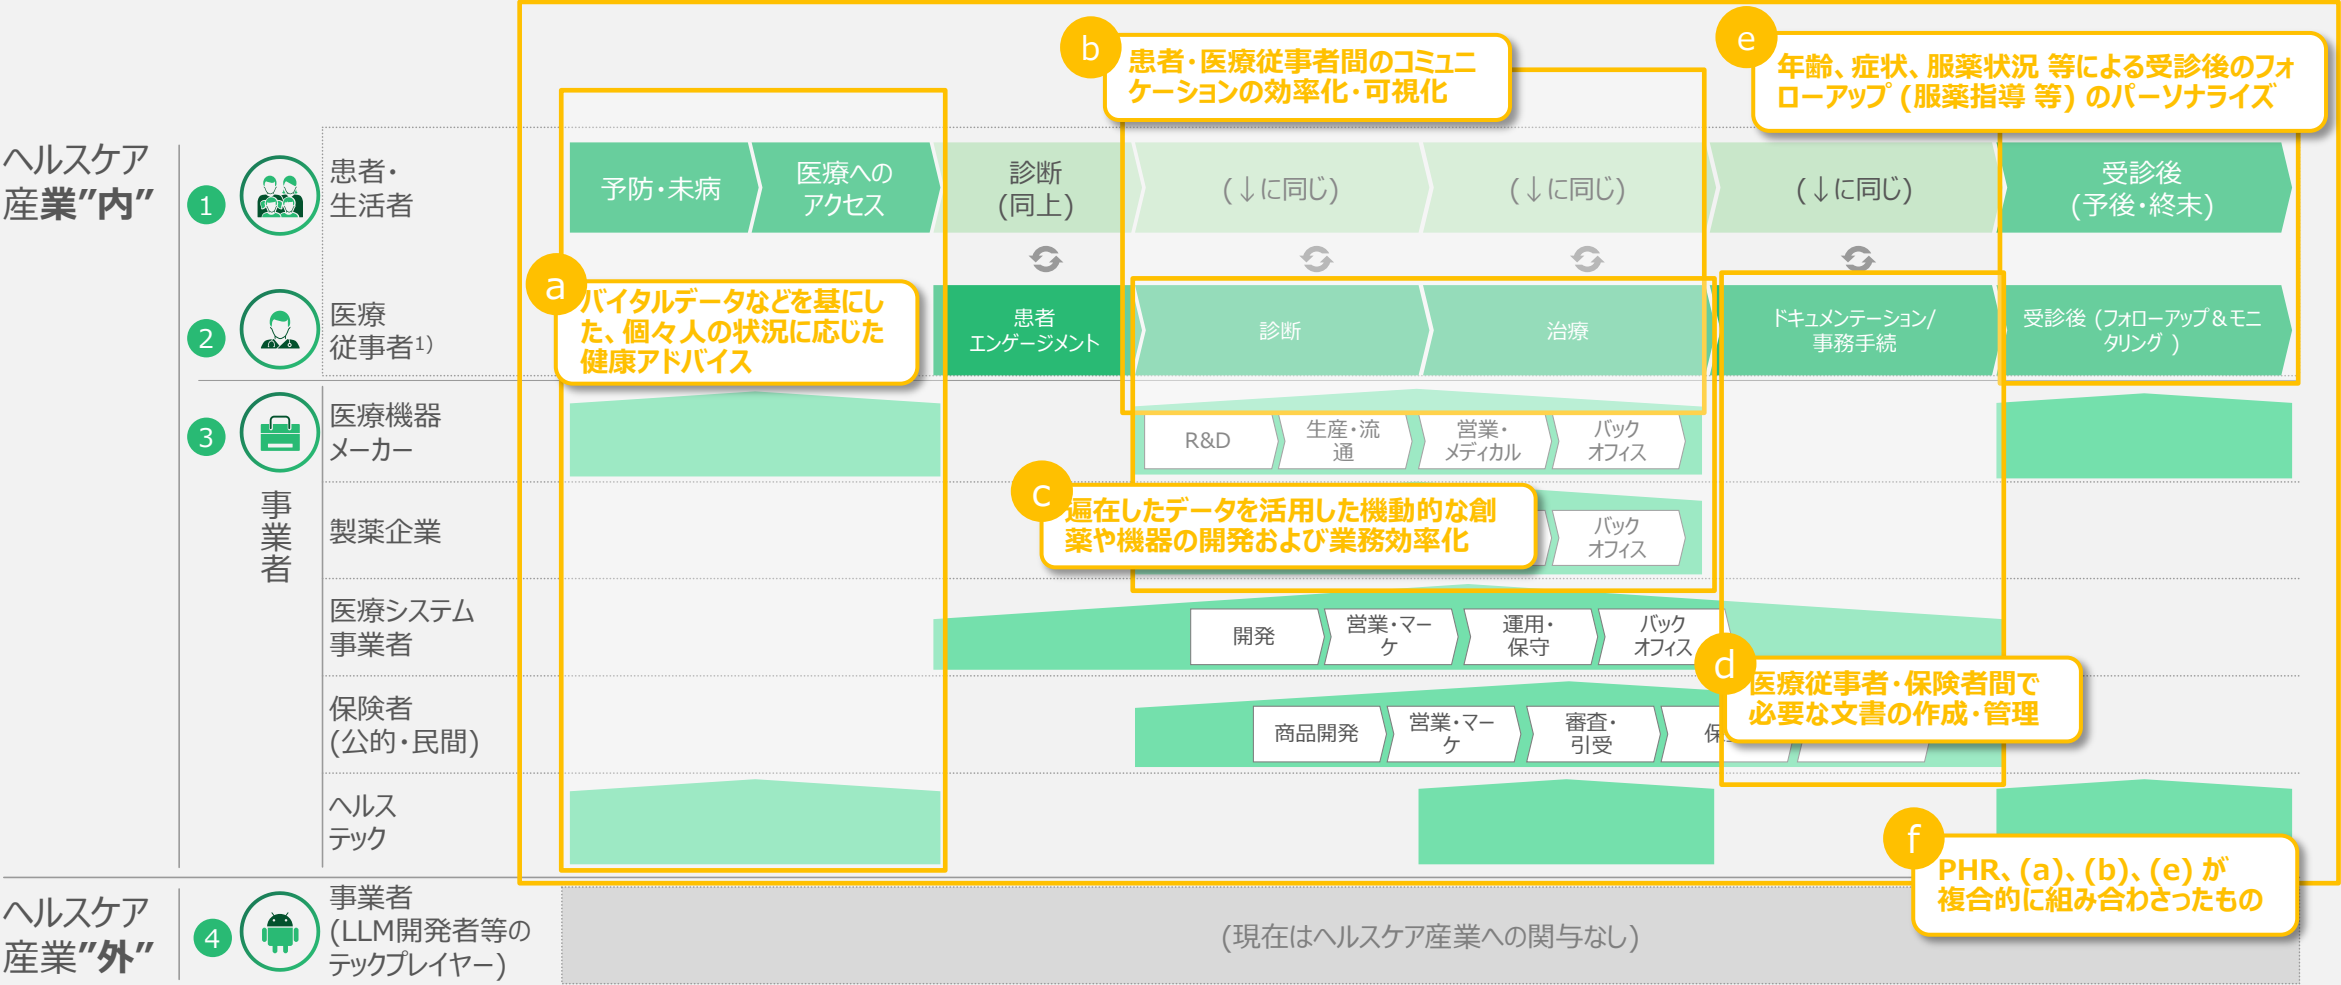 b
患者・医療従事者間のコミュニ
ケーションの効率化・可視化
e
年齢、症状、服薬状況 等による受診後のフォ
ローアップ (服薬指導 等) のパーソナライズ
ヘルスケア
産業"内"
1
患者・
生活者
予防・未病
医療への
アクセス
診断
(同上)
(↓に同じ)
(↓に同じ)
(↓に同じ)
受診後
(予後・終末)
a
バイタルデータなどを基にし
た、個々人の状況に応じた
健康アドバイス
2
医療
従事者1)
患者
エンゲージメント
診断
治療
ドキュメンテーション/
事務手続
受診後 (フォローアップ&モニ
タリング )
3
事業者
医療機器
メーカー
R&D
生産・流
通
営業・
メディカル
バック
オフィス
c
遍在したデータを活用した機動的な創
薬や機器の開発および業務効率化
製薬企業
バック
オフィス
医療システム
事業者
開発
営業・マー
ケ
運用・
保守
バック
オフィス
d
医療従事者・保険者間で
必要な文書の作成・管理
保険者
(公的・民間)
商品開発
営業・マー
ケ
審査・
引受
ヘルス
テック
f
PHR、(a)、(b)、(e) が
複合的に組み合わさったもの
ヘルスケア
産業"外"
4
事業者
(LLM開発者等の
テックプレイヤー)
(現在はヘルスケア産業への関与なし)